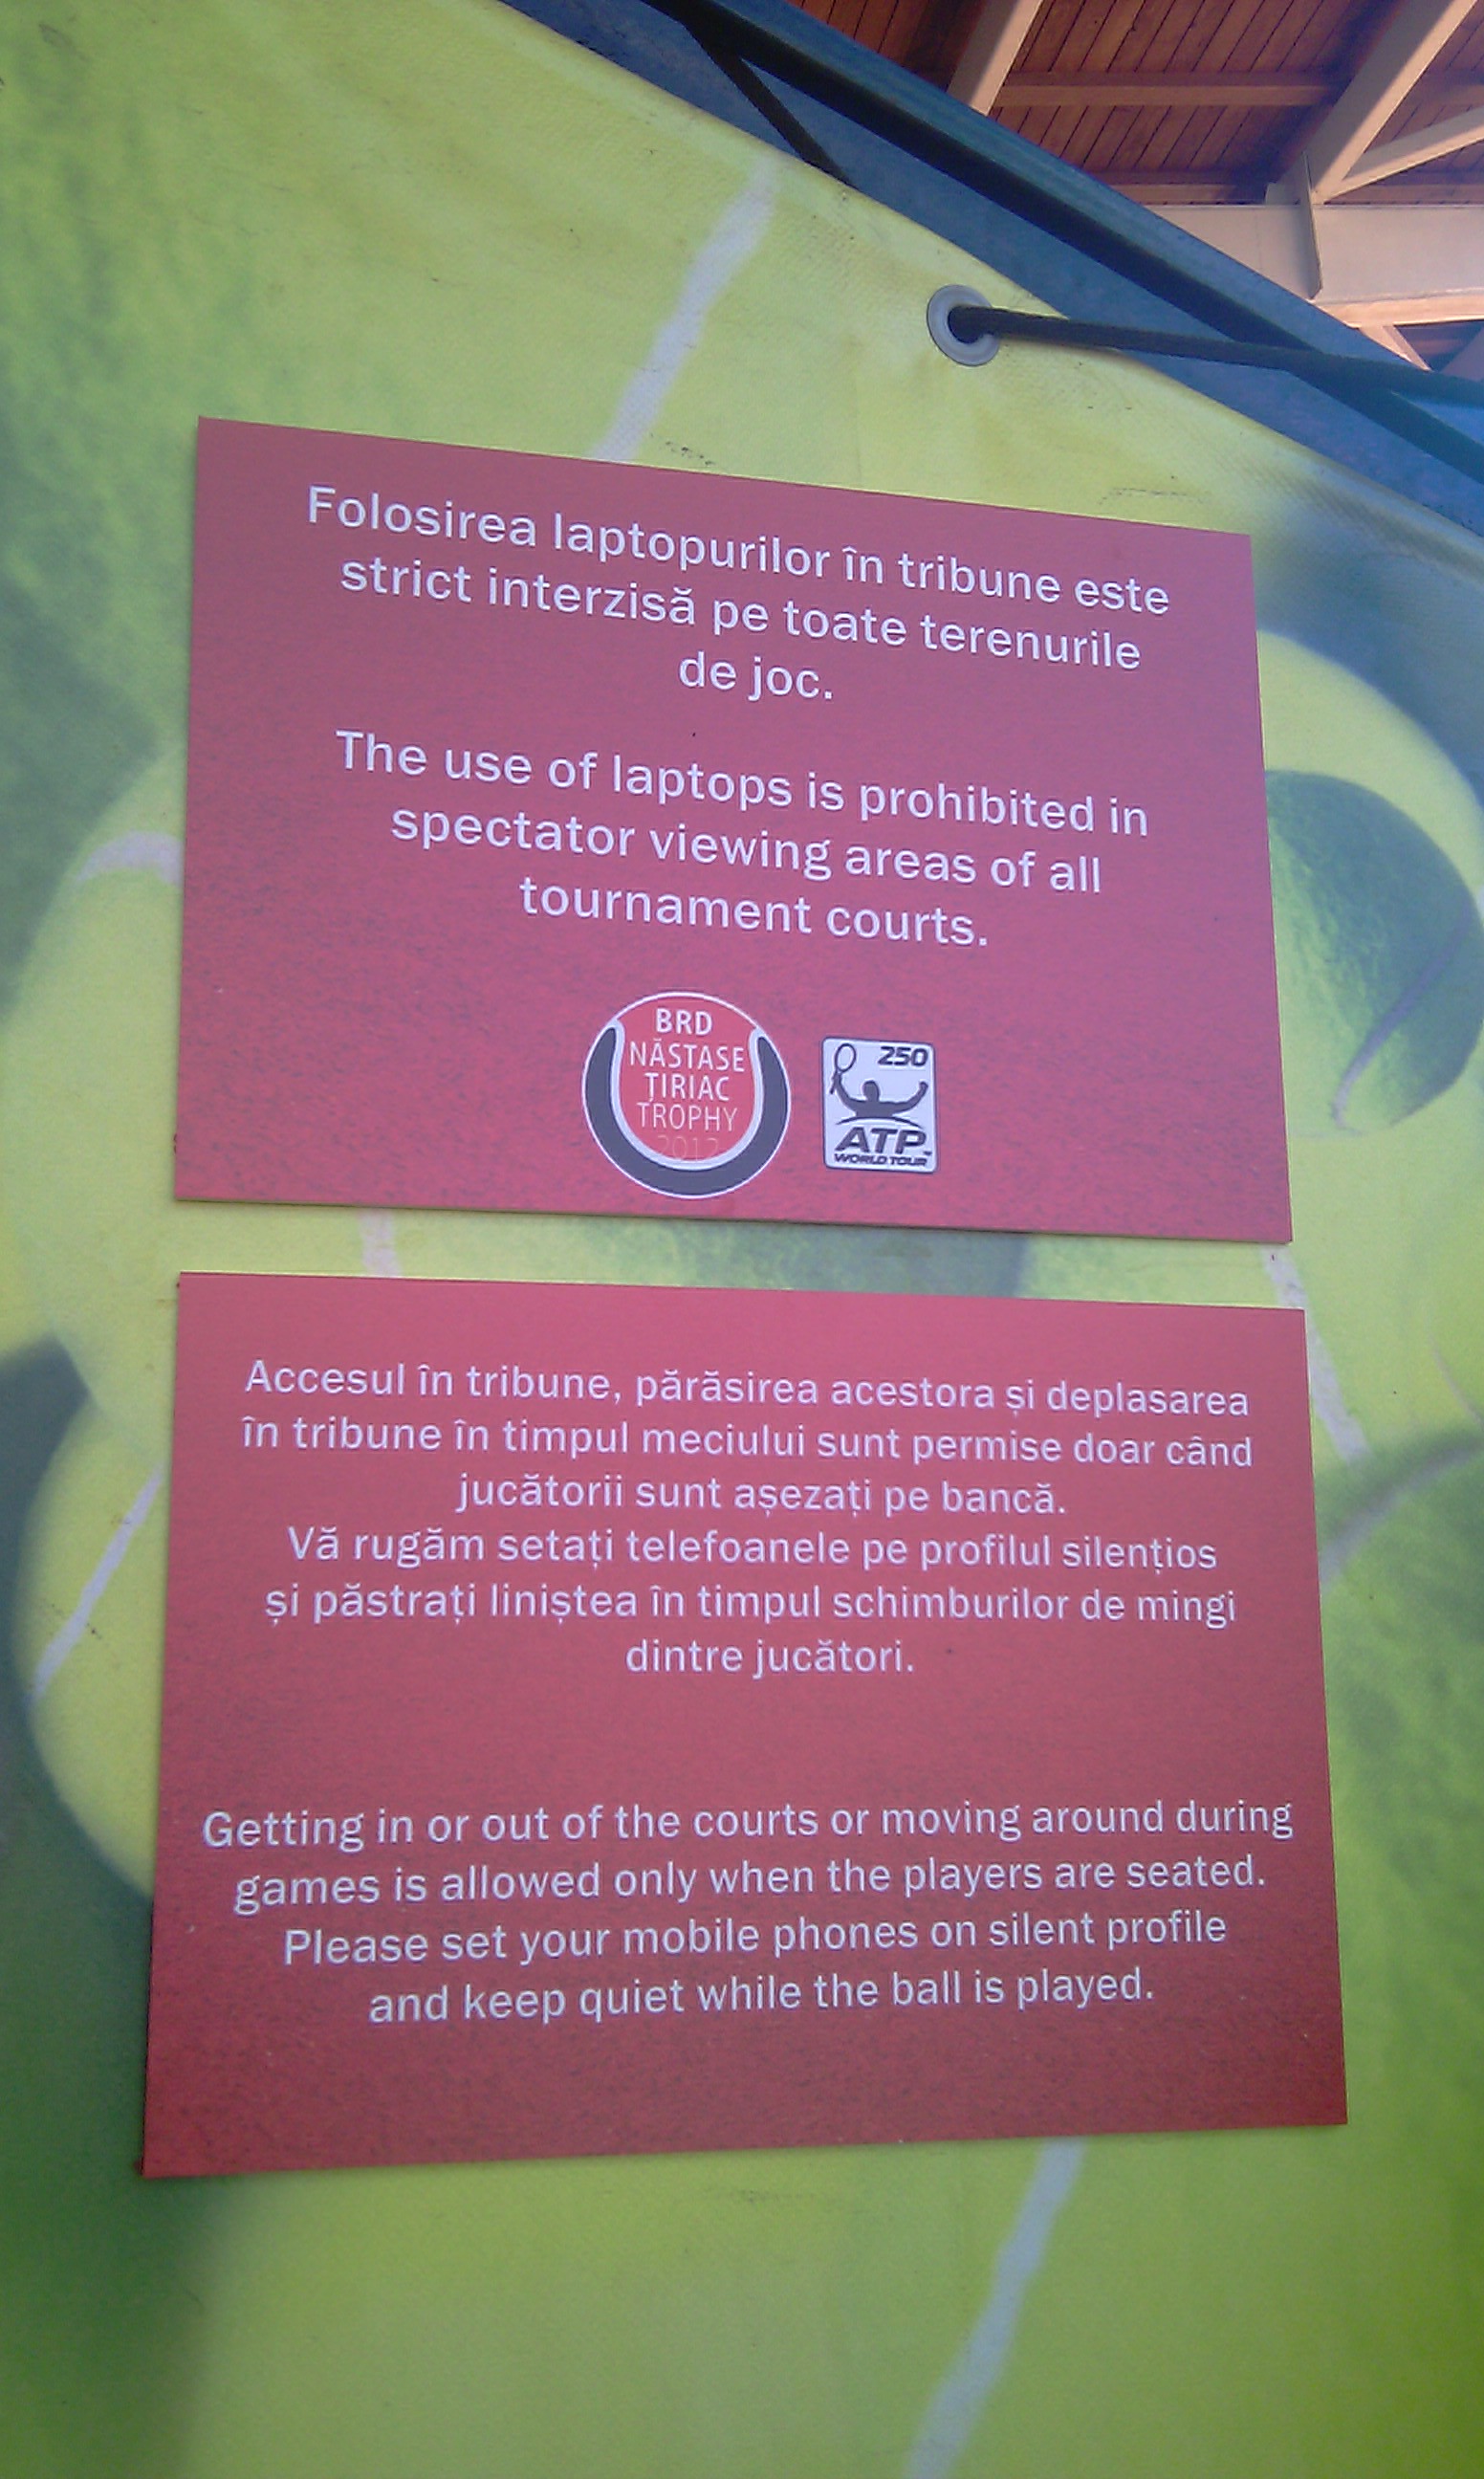 Folosirea laptopurilor în tribune este
strict interzisă pe toate terenurile
de joc.
The use of laptops is prohibited in
spectator viewing areas of all
tournament courts.
BRD
NĂSTASE
ȚIRIAC
TROPHY
2012
250
ATP
WORLD TOUR
Accesul în tribune, părăsirea acestora și deplasarea
în tribune în timpul meciului sunt permise doar când
jucătorii sunt așezați pe bancă.
Vă rugăm setați telefoanele pe profilul silențios
și păstrați liniștea în timpul schimburilor de mingi
dintre jucători.
Getting in or out of the courts or moving around during
games is allowed only when the players are seated.
Please set your mobile phones on silent profile
and keep quiet while the ball is played.